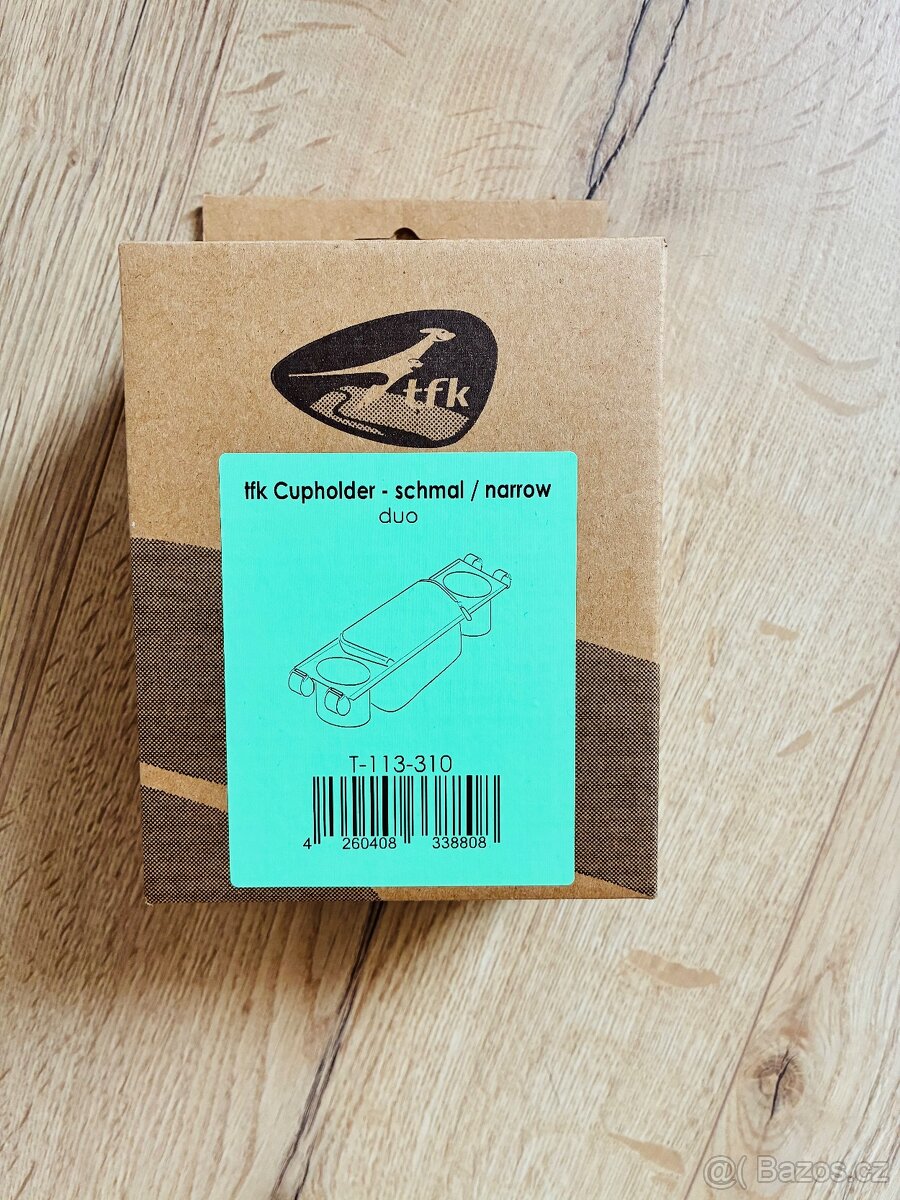 tfk
tfk Cupholder - schmal / narrow
duo
T-113-310
4 260408 338808
@( Bazos.cz